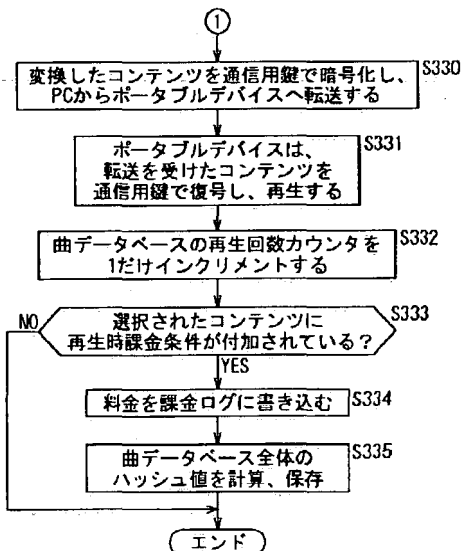 1
変換したコンテンツを通信用鍵で暗号化し、
PCからポータブルデバイスへ転送する
S330
ポータブルデバイスは、
転送を受けたコンテンツを
通信用鍵で復号し、再生する
S331
曲データベースの再生回数カウンタを
1だけインクリメントする
S332
選択されたコンテンツに
再生時課金条件が付加されている?
S333
NO
YES
料金を課金ログに書き込む
S334
曲データベース全体の
ハッシュ値を計算、保存
S335
エンド